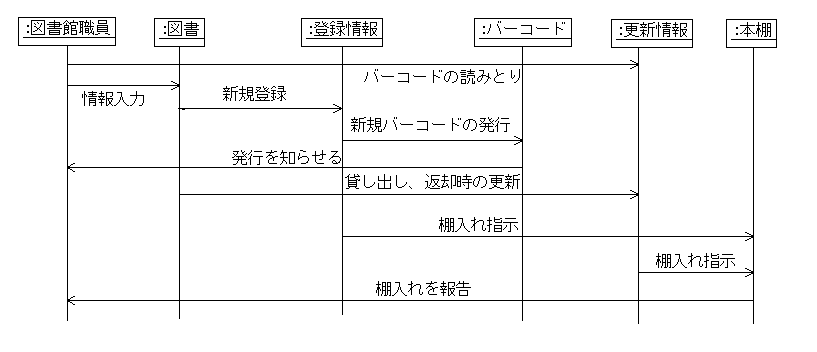 :図書館職員
:図書
:登録情報
:バーコード
:更新情報
:本棚
バーコードの読みとり
情報入力
新規登録
新規バーコードの発行
発行を知らせる
貸し出し、返却時の更新
棚入れ指示
棚入れ指示
棚入れを報告